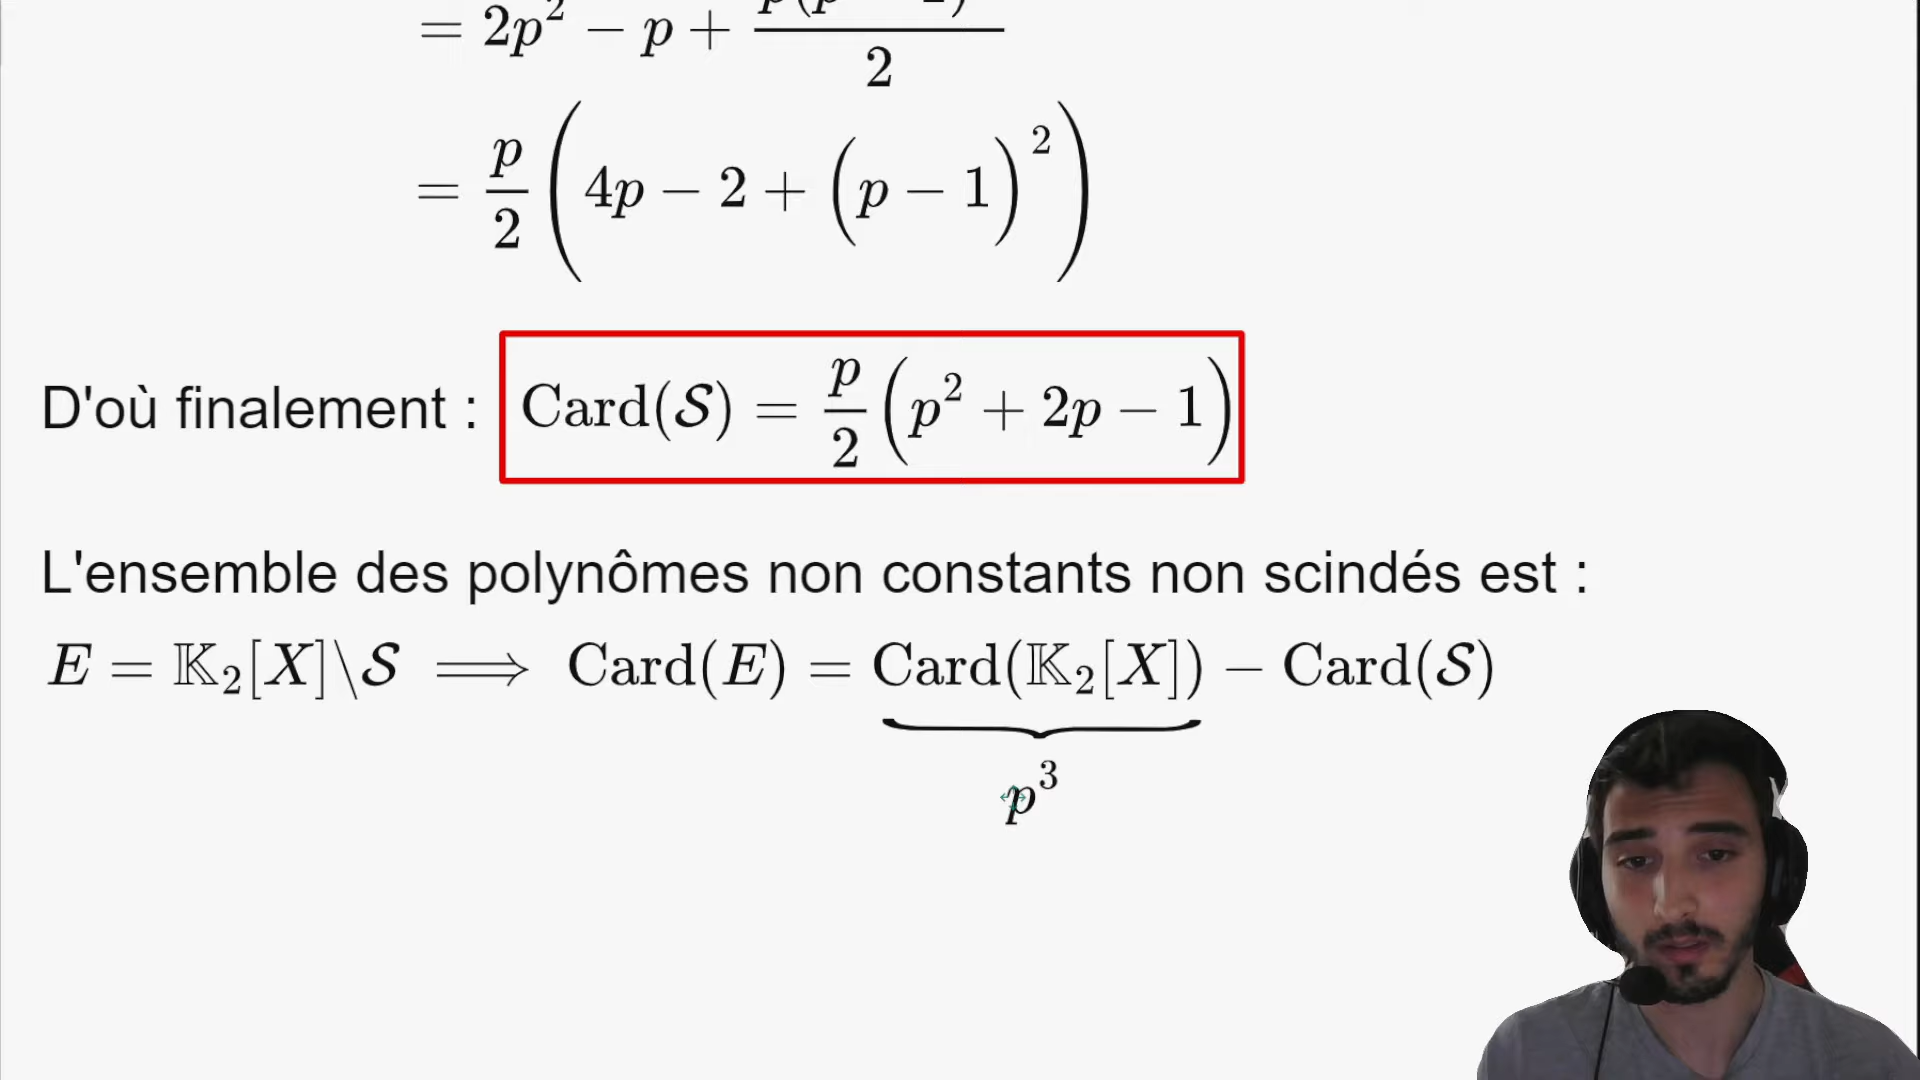 = 2p² − p + p(p − 1)/2
= p/2 (4p − 2 + (p − 1)²)
D'où finalement : Card(𝒮) = p/2 (p² + 2p − 1)
L'ensemble des polynômes non constants non scindés est :
E = 𝕂₂[X]\𝒮 ⟹ Card(E) = Card(𝕂₂[X]) − Card(𝒮)
p³